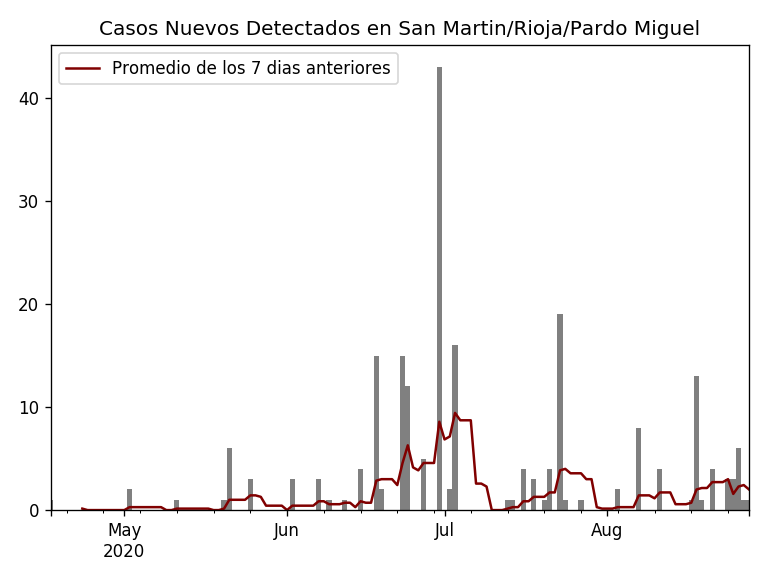 Casos Nuevos Detectados en San Martin/Rioja/Pardo Miguel
Promedio de los 7 dias anteriores
40
30
20
10
0
May Jun Jul Aug
2020